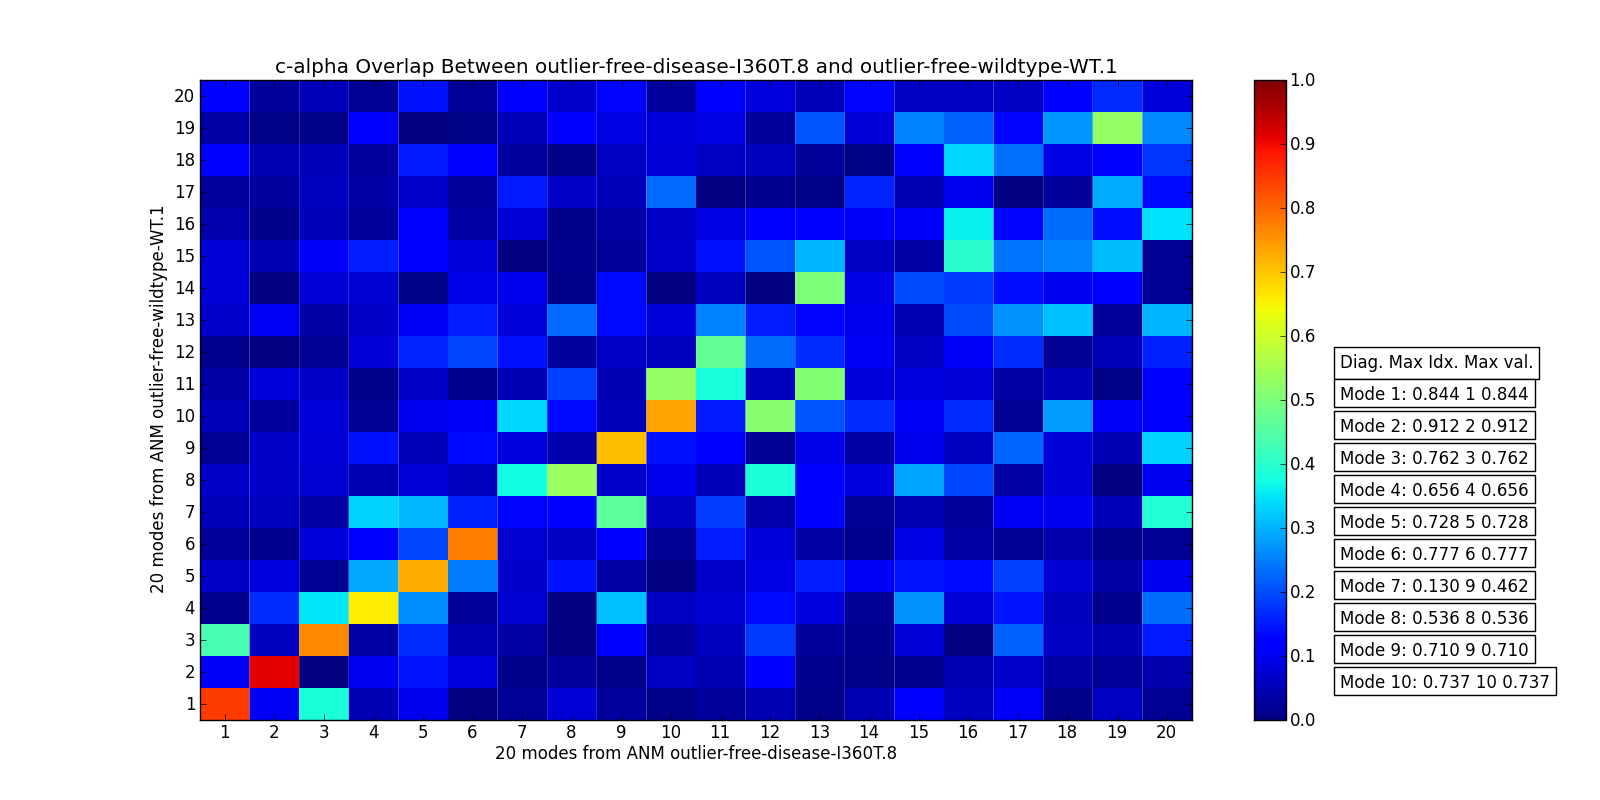 c-alpha Overlap Between outlier-free-disease-I360T.8 and outlier-free-wildtype-WT.1
20 modes from ANM outlier-free-wildtype-WT.1
20
19
18
17
16
15
14
13
12
11
10
9
8
7
6
5
4
3
2
1
1 2 3 4 5 6 7 8 9 10 11 12 13 14 15 16 17 18 19 20
20 modes from ANM outlier-free-disease-I360T.8
1.0
0.9
0.8
0.7
0.6
0.5
0.4
0.3
0.2
0.1
0.0
Diag. Max Idx. Max val.
Mode 1: 0.844 1 0.844
Mode 2: 0.912 2 0.912
Mode 3: 0.762 3 0.762
Mode 4: 0.656 4 0.656
Mode 5: 0.728 5 0.728
Mode 6: 0.777 6 0.777
Mode 7: 0.130 9 0.462
Mode 8: 0.536 8 0.536
Mode 9: 0.710 9 0.710
Mode 10: 0.737 10 0.737